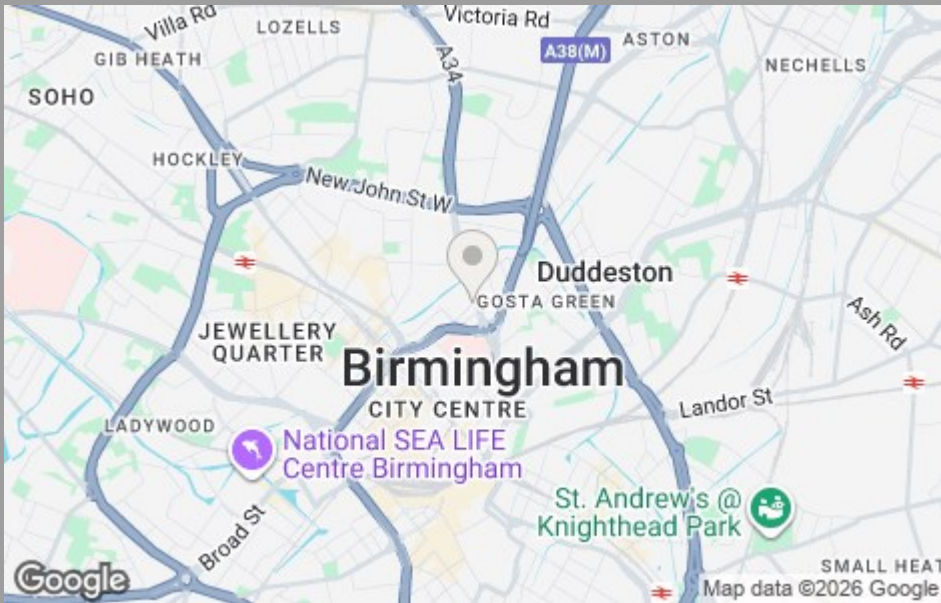 Villa Rd
LOZELLS
Victoria Rd
A34
A38(M)
ASTON
GIB HEATH
NECHELLS
SOHO
HOCKLEY
New John St W
Duddeston
GOSTA GREEN
Ash Rd
JEWELLERY
QUARTER
Birmingham
CITY CENTRE
Landor St
LADYWOOD
National SEA LIFE
Centre Birmingham
St. Andrew's @
Knighthead Park
Broad St
SMALL HEAT
Google
Map data ©2026 Google